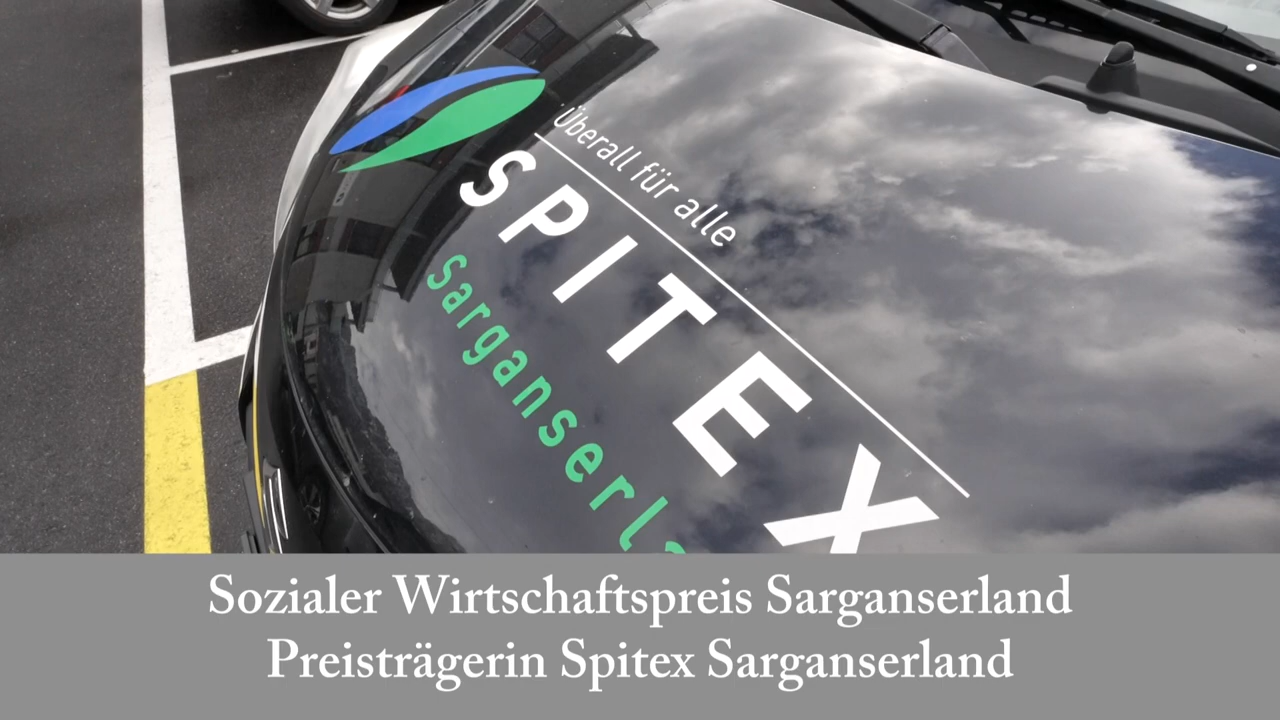 Überall für alle
SPITEX
Sarganserla
Sozialer Wirtschaftspreis Sarganserland
Preisträgerin Spitex Sarganserland